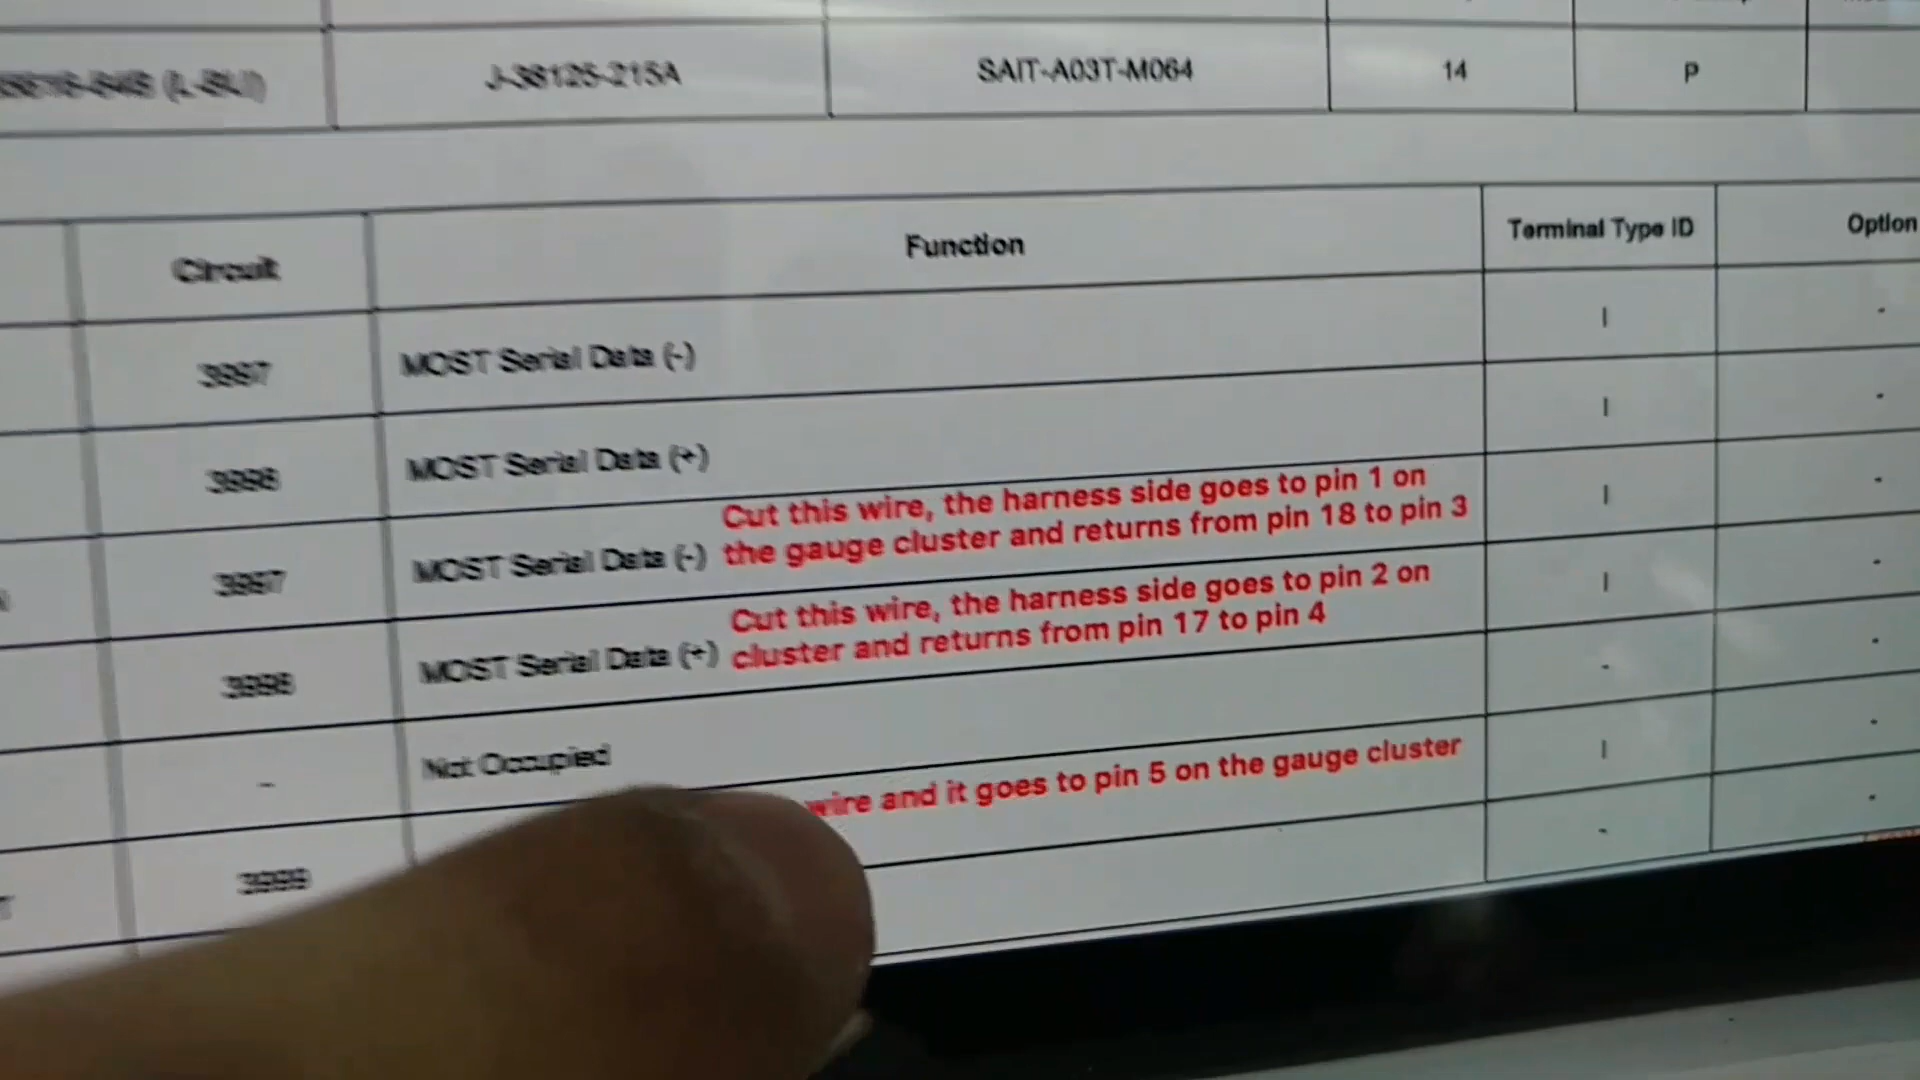 J-38125-215A SAIT-A03T-M064 14 P
Circuit Function Terminal Type ID Option
3997 MOST Serial Data (-) I -
3998 MOST Serial Data (+) I -
Cut this wire, the harness side goes to pin 1 on
3997 MOST Serial Data (-) the gauge cluster and returns from pin 18 to pin 3 I -
Cut this wire, the harness side goes to pin 2 on
3998 MOST Serial Data (+) cluster and returns from pin 17 to pin 4 I -
- Not Occupied - -
3999 wire and it goes to pin 5 on the gauge cluster I -
- -